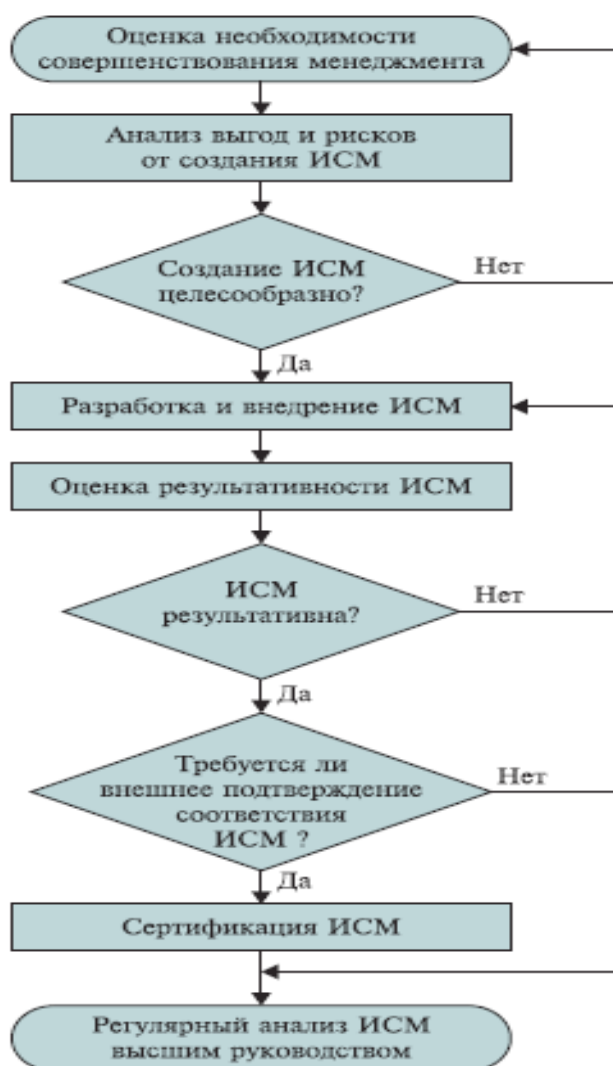 Оценка необходимости
совершенствования менеджмента
Анализ выгод и рисков
от создания ИСМ
Создание ИСМ
целесообразно?
Нет
Да
Разработка и внедрение ИСМ
Оценка результативности ИСМ
ИСМ
результативна?
Нет
Да
Требуется ли
внешнее подтверждение
соответствия
ИСМ ?
Нет
Да
Сертификация ИСМ
Регулярный анализ ИСМ
высшим руководством